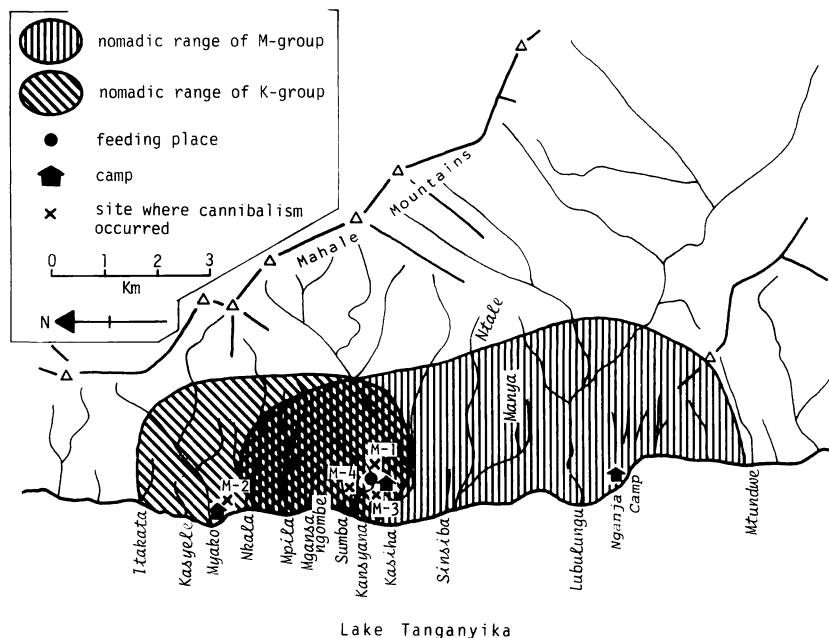 nomadic range of M-group
nomadic range of K-group
feeding place
camp
site where cannibalism
occurred
0 1 2 3
Km
N
Mahale Mountains
Ntale
Manya
M-1
M-4
M-2
M-3
Itakata
Kasyele
Myako
Nkala
Mpila
Mgansa
ngombe
Sumba
Kansyana
Kasiha
Sinsiba
Lubulungu
Nganja
Camp
Mtundwe
Lake Tanganyika